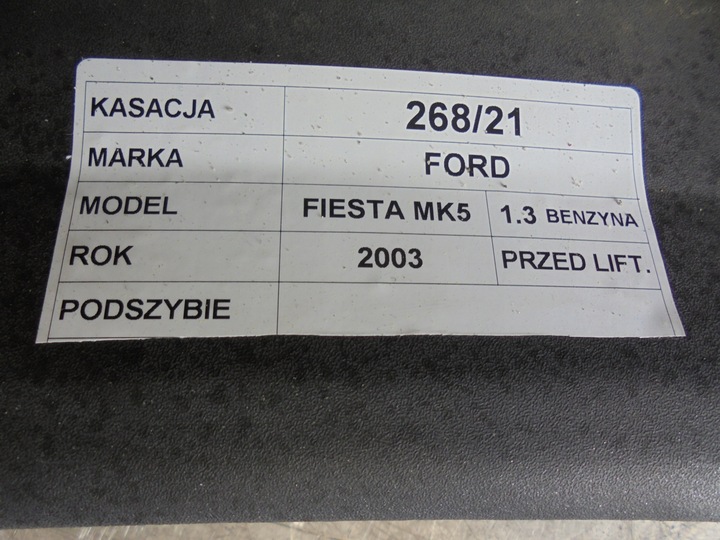 KASACJA 268/21
MARKA FORD
MODEL FIESTA MK5 1.3 BENZYNA
ROK 2003 PRZED LIFT.
PODSZYBIE